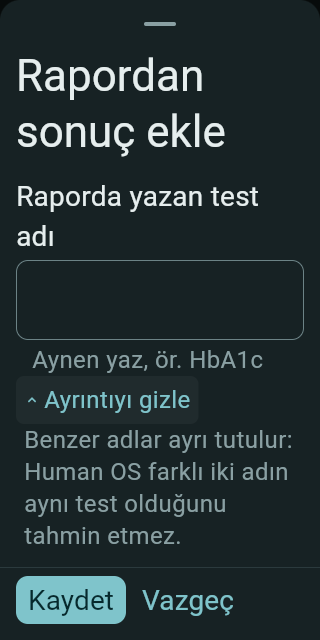 Rapordan
sonuç ekle
Raporda yazan test
adı
Aynen yaz, ör. HbA1c
Ayrıntıyı gizle
Benzer adlar ayrı tutulur:
Human OS farklı iki adın
aynı test olduğunu
tahmin etmez.
Kaydet Vazgeç